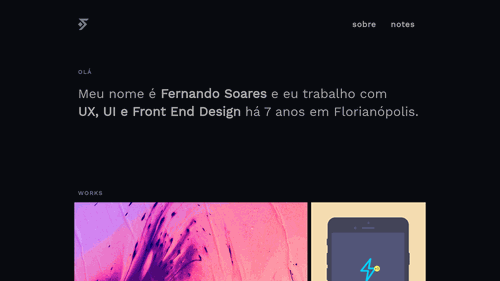 sobre notes
OLÁ
Meu nome é Fernando Soares e eu trabalho com
UX, UI e Front End Design há 7 anos em Florianópolis.
WORKS